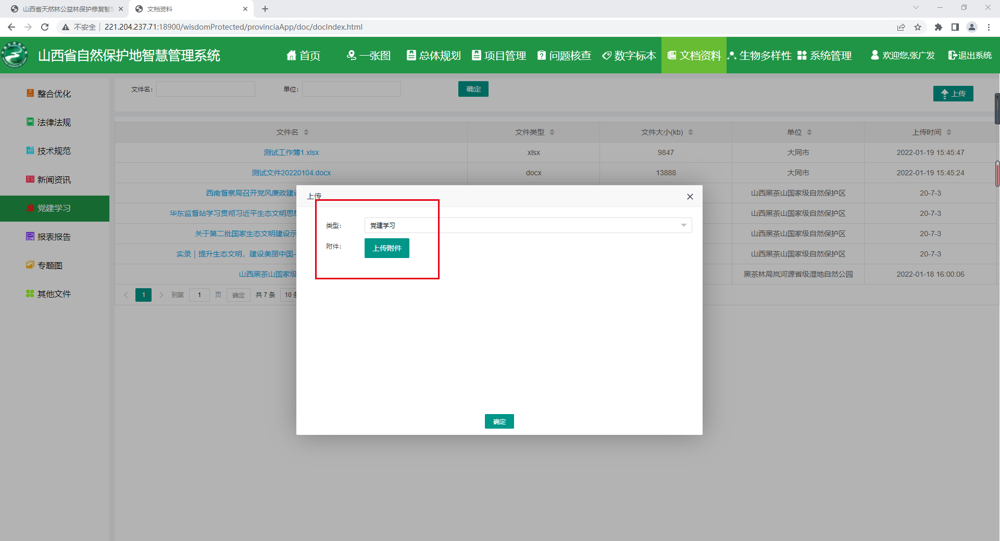 山西省天然林公益林保护修复智
文档资料
不安全 221.204.237.71:18900/wisdomProtected/provinciaApp/doc/docIndex.html
山西省自然保护地智慧管理系统 首页 一张图 总体规划 项目管理 问题核查 数字标本 文档资料 生物多样性 系统管理 欢迎您,张广发 退出系统
整合优化
法律法规
技术规范
新闻资讯
党建学习
报表报告
专题图
其他文件
文件名: 单位: 确定 上传
文件名 文件类型 文件大小(kb) 单位 上传时间
测试工作簿1.xlsx xlsx 9847 大同市 2022-01-19 15:45:47
测试文件20220104.docx docx 13888 大同市 2022-01-19 15:45:24
西南督察局召开党风廉政建设 山西黑茶山国家级自然保护区 20-7-3
华东监督站学习贯彻习近平生态文明思想 山西黑茶山国家级自然保护区 20-7-3
关于第二批国家生态文明建设示 山西黑茶山国家级自然保护区 20-7-3
实录｜提升生态文明，建设美丽中国- 山西黑茶山国家级自然保护区 20-7-3
山西黑茶山国家级 黑茶林局岚河源省级湿地自然公园 2022-01-18 16:00:06
1 到第 1 页 确定 共 7 条 10 条
上传
类型: 党建学习
附件: 上传附件
确定